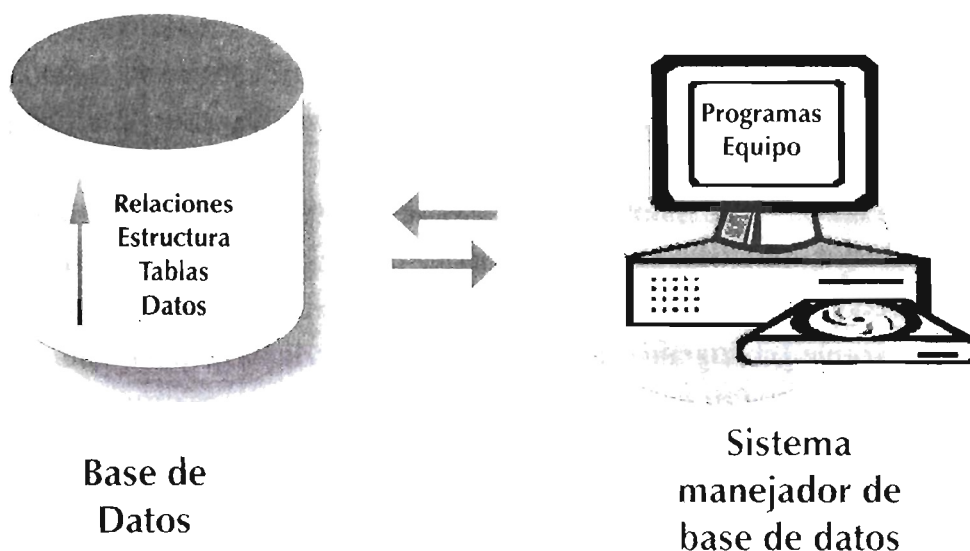 Relaciones
Estructura
Tablas
Datos
Programas
Equipo
Base de
Datos
Sistema
manejador de
base de datos